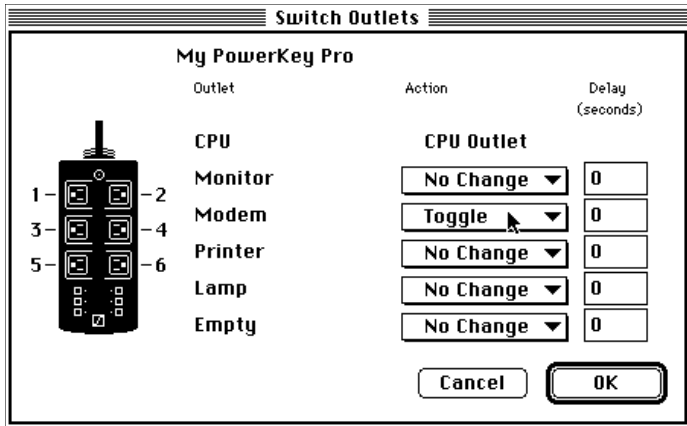 Switch Outlets
My PowerKey Pro
Outlet Action Delay
(seconds)
CPU CPU Outlet
1 2 Monitor No Change 0
3 4 Modem Toggle 0
5 6 Printer No Change 0
Lamp No Change 0
Empty No Change 0
Cancel OK